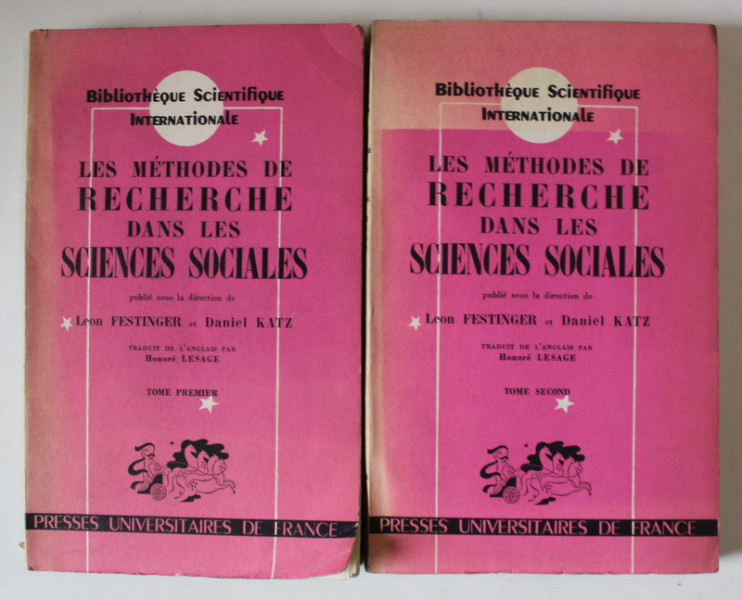 Bibliothèque Scientifique
Internationale
LES MÉTHODES DE
RECHERCHE
DANS LES
SCIENCES SOCIALES
publié sous la direction de
Leon FESTINGER et Daniel KATZ
TRADUIT DE L'ANGLAIS PAR
Honoré LESAGE
TOME PREMIER
PRESSES UNIVERSITAIRES DE FRANCE
Bibliothèque Scientifique
Internationale
LES MÉTHODES DE
RECHERCHE
DANS LES
SCIENCES SOCIALES
publié sous la direction de
Leon FESTINGER et Daniel KATZ
TRADUIT DE L'ANGLAIS PAR
Honoré LESAGE
TOME SECOND
PRESSES UNIVERSITAIRES DE FRANCE